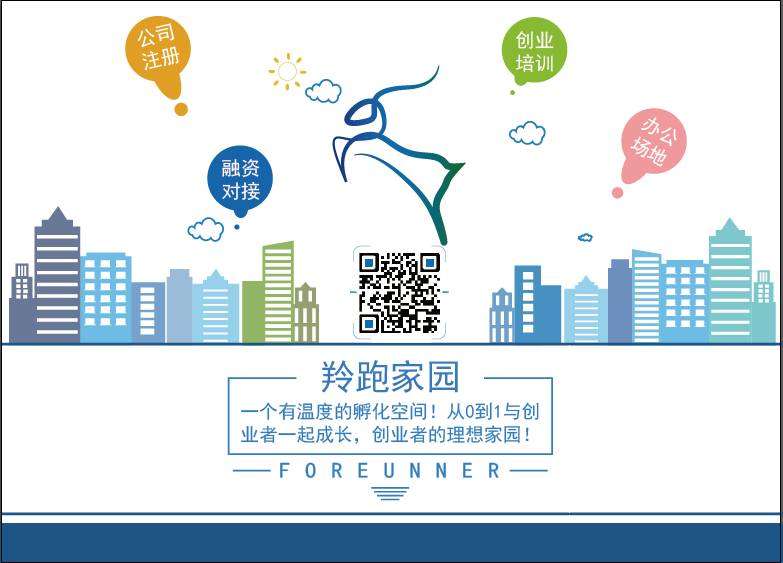 公司
注册
创业
培训
办公
场地
融资
对接
羚跑家园
一个有温度的孵化空间！从0到1与创
业者一起成长，创业者的理想家园！
FOREUNNER